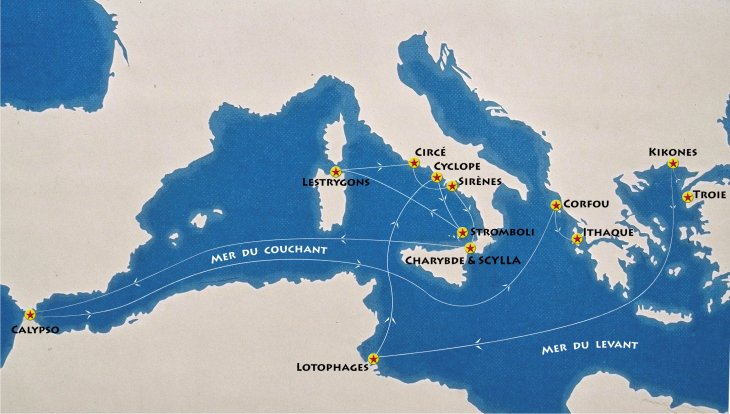 CIRCÉ
KIKONES
CYCLOPE
LESTRYGONS
SIRÈNES
TROIE
CORFOU
STROMBOLI
ITHAQUE
MER DU COUCHANT
CHARYBDE & SCYLLA
CALYPSO
MER DU LEVANT
LOTOPHAGES